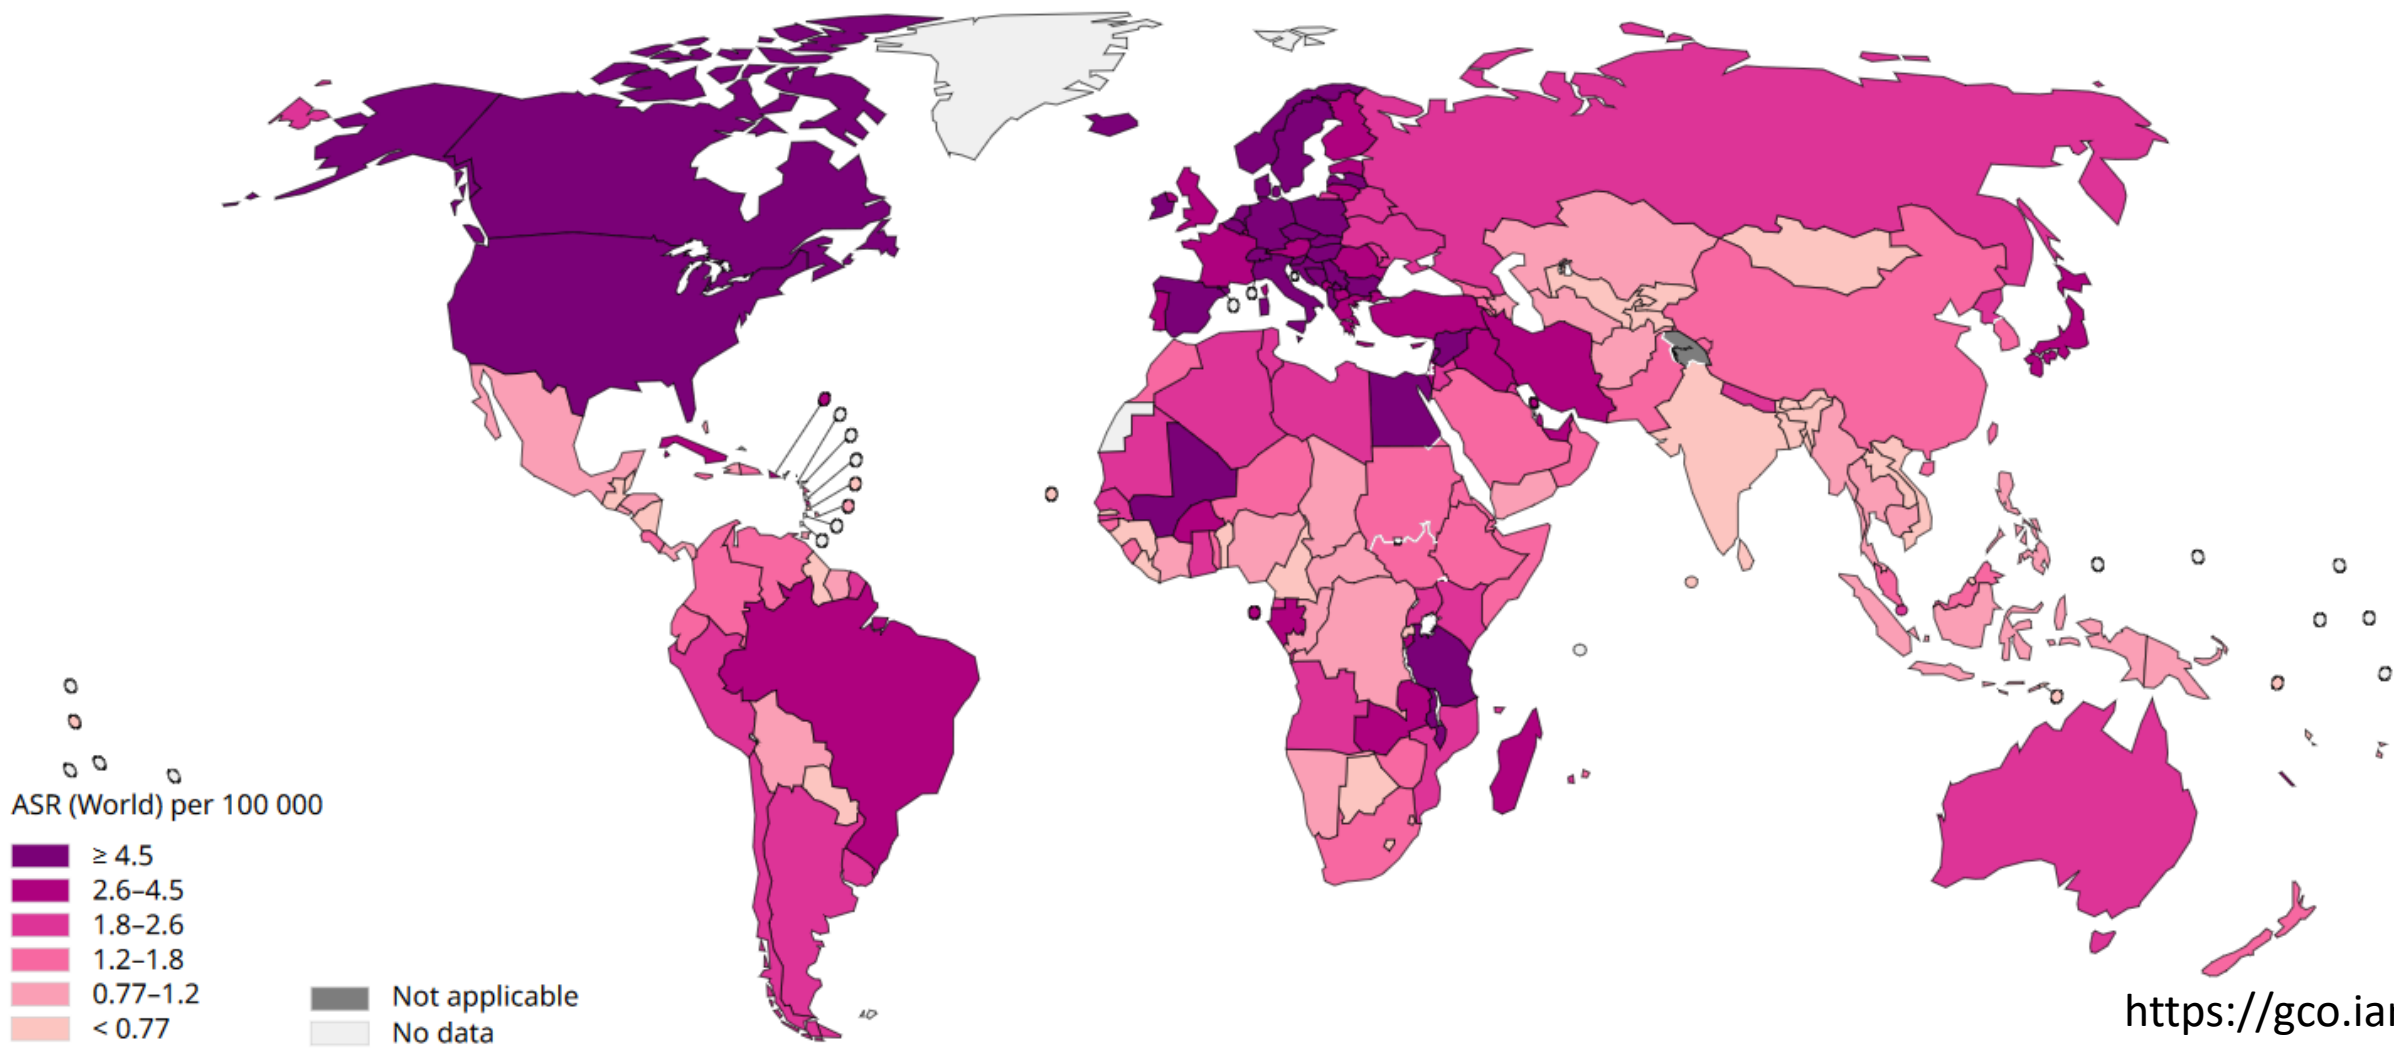 ASR (World) per 100 000
≥ 4.5
2.6–4.5
1.8–2.6
1.2–1.8
0.77–1.2
< 0.77
Not applicable
No data
https://gco.iar